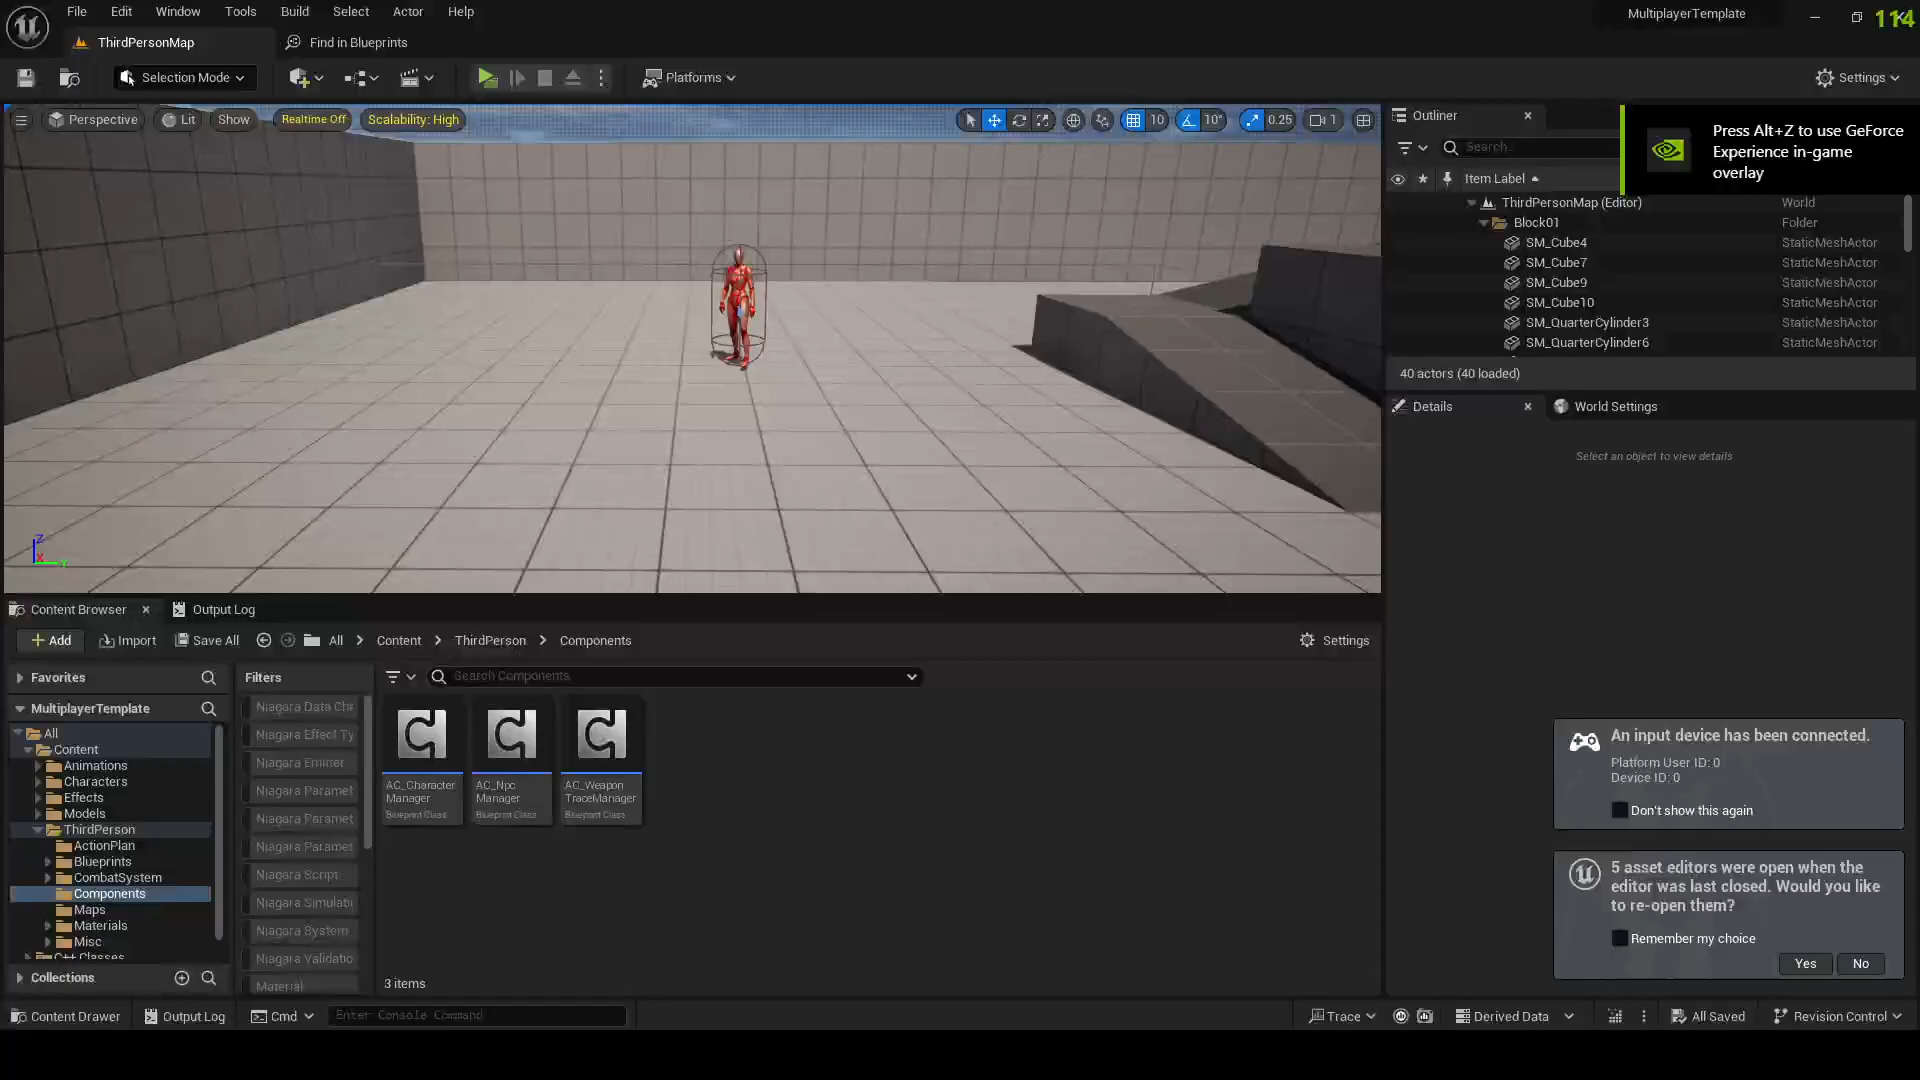 File Edit Window Tools Build Select Actor Help
MultiplayerTemplate
114
ThirdPersonMap
Find in Blueprints
Selection Mode
Platforms
Settings
Perspective Lit Show Realtime Off Scalability: High
10 10° 0.25 1
Outliner
Search...
Item Label
Press Alt+Z to use GeForce
Experience in-game
overlay
ThirdPersonMap (Editor) World
Block01 Folder
SM_Cube4 StaticMeshActor
SM_Cube7 StaticMeshActor
SM_Cube9 StaticMeshActor
SM_Cube10 StaticMeshActor
SM_QuarterCylinder3 StaticMeshActor
SM_QuarterCylinder6 StaticMeshActor
40 actors (40 loaded)
Details
World Settings
Select an object to view details
Z
X
Y
Content Browser
Output Log
Add Import Save All All Content ThirdPerson Components
Settings
Favorites
MultiplayerTemplate
All
Content
Animations
Characters
Effects
Models
ThirdPerson
ActionPlan
Blueprints
CombatSystem
Components
Maps
Materials
Misc
C++ Classes
Collections
Filters
Niagara Data Cha
Niagara Effect Ty
Niagara Emitter
Niagara Paramet
Niagara Paramet
Niagara Paramet
Niagara Script
Niagara Simulati
Niagara System
Niagara Validatio
Material
Search Components
AC_Character
Manager
Blueprint Class
AC_Npc
Manager
Blueprint Class
AC_Weapon
TraceManager
Blueprint Class
3 items
An input device has been connected.
Platform User ID: 0
Device ID: 0
Don't show this again
5 asset editors were open when the
editor was last closed. Would you like
to re-open them?
Remember my choice
Yes No
Content Drawer Output Log Cmd Enter Console Command
Trace Derived Data All Saved Revision Control